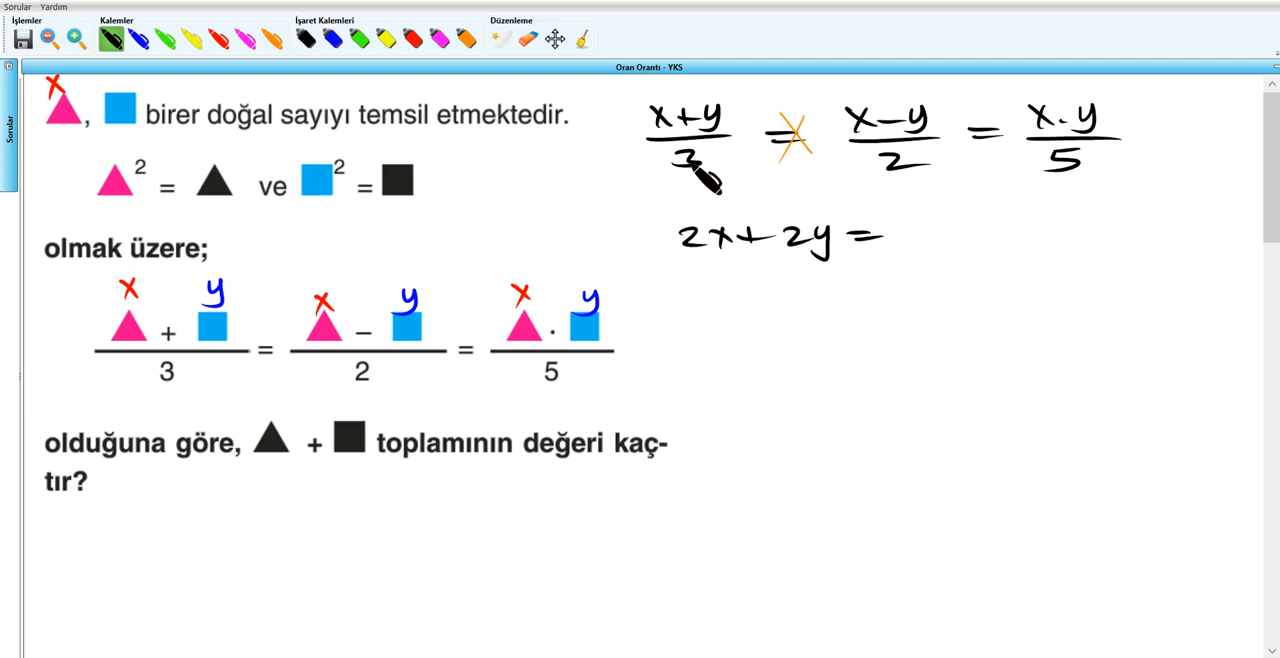 Sorular Yardım
İşlemler Kalemler İşaret Kalemleri Düzenleme
Oran Orantı - YKS
Sorular
x
, birer doğal sayıyı temsil etmektedir.
2 = ve 2 =
olmak üzere;
x y x y x y
+ - ·
= =
3 2 5
olduğuna göre, + toplamının değeri kaç-
tır?
x+y = x-y = x·y
3 2 5
2x+2y=